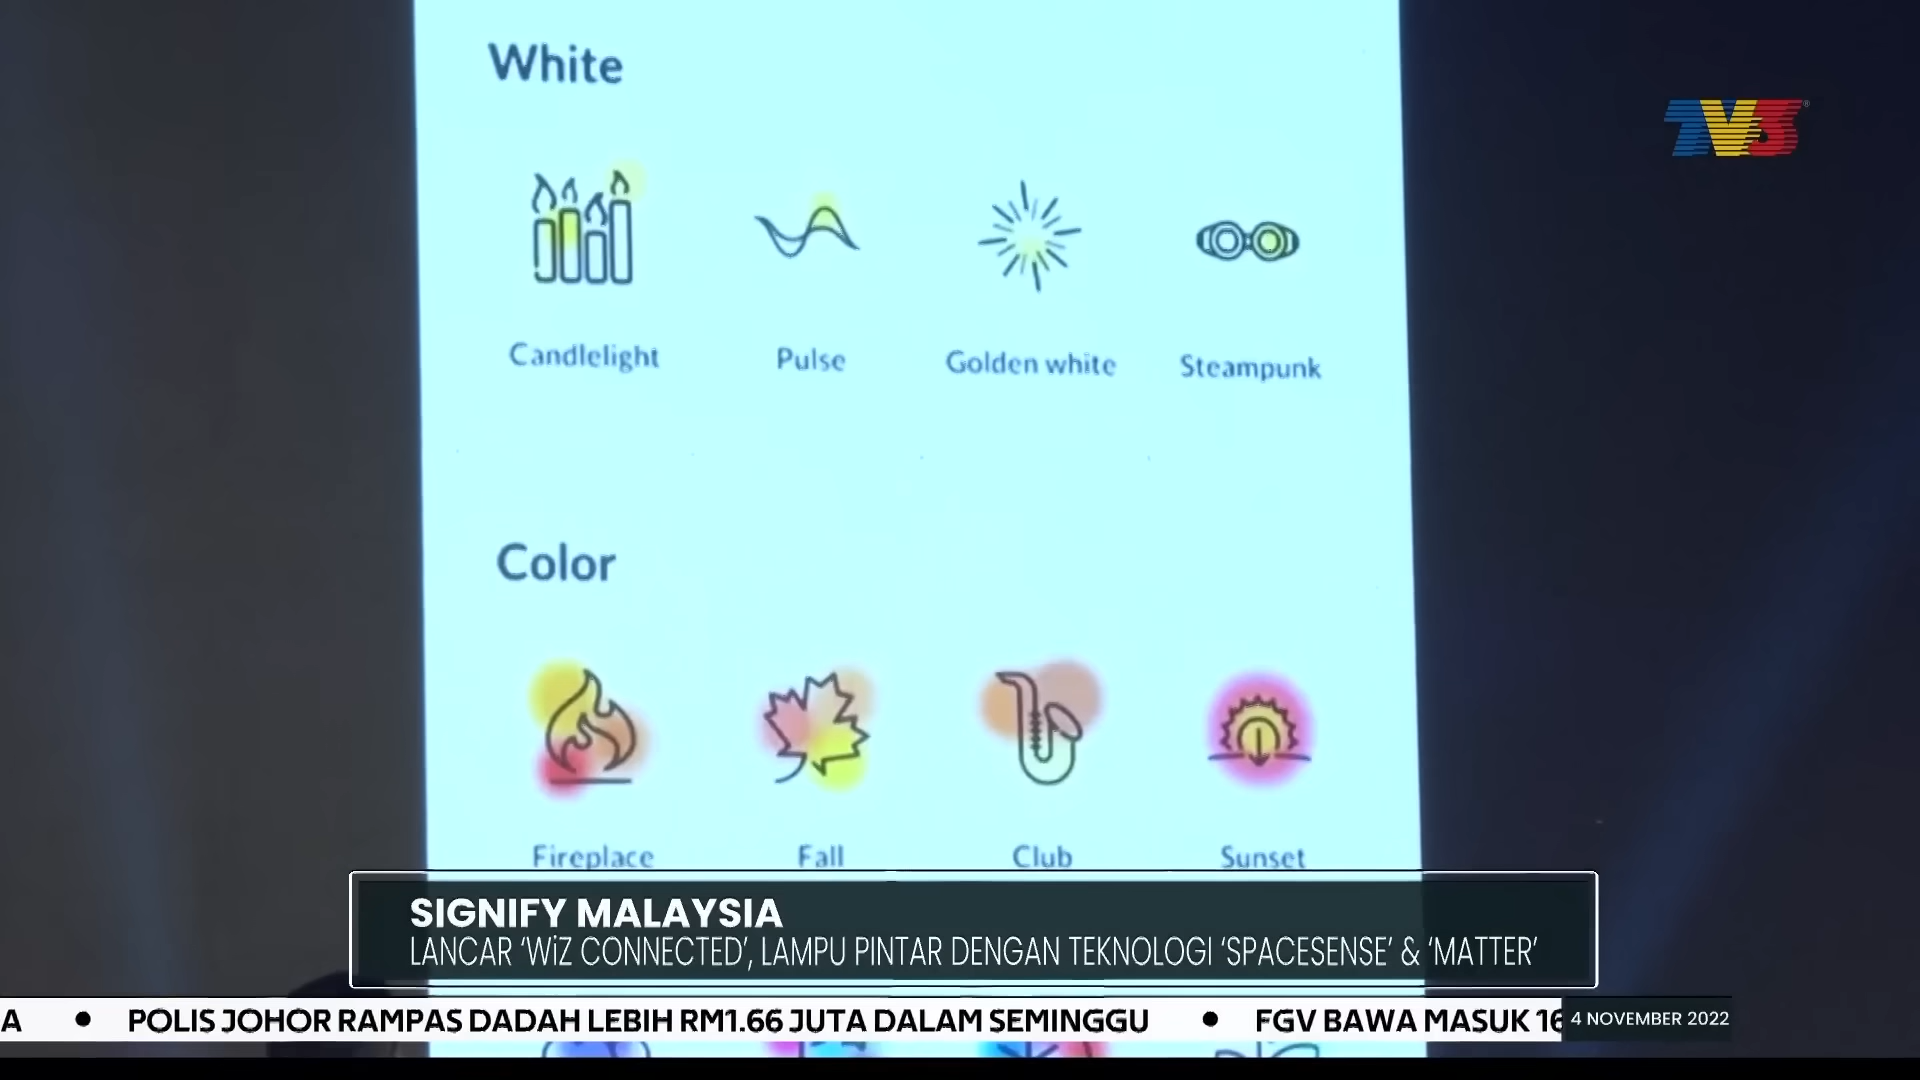 White
TV3
Candlelight Pulse Golden white Steampunk
Color
Fireplace Fall Club Sunset
SIGNIFY MALAYSIA
LANCAR ‘WiZ CONNECTED’, LAMPU PINTAR DENGAN TEKNOLOGI ‘SPACESENSE’ & ‘MATTER’
A • POLIS JOHOR RAMPAS DADAH LEBIH RM1.66 JUTA DALAM SEMINGGU • FGV BAWA MASUK 16 4 NOVEMBER 2022